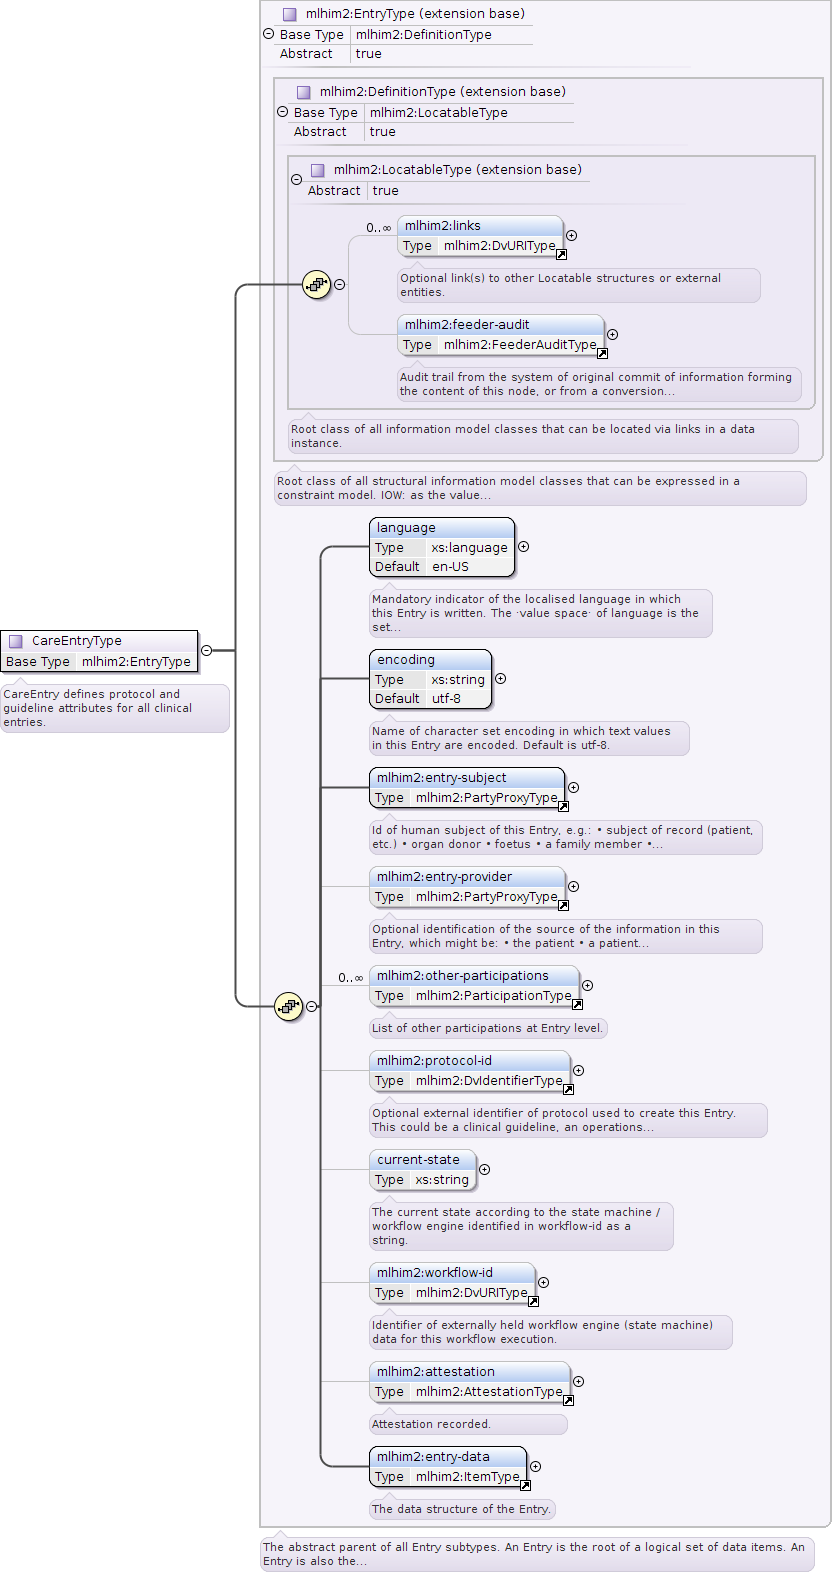 mlhim2:EntryType (extension base)
Base Type mlhim2:DefinitionType
Abstract true
mlhim2:DefinitionType (extension base)
Base Type mlhim2:LocatableType
Abstract true
mlhim2:LocatableType (extension base)
Abstract true
0..∞
mlhim2:links
Type mlhim2:DvURIType
Optional link(s) to other Locatable structures or external
entities.
mlhim2:feeder-audit
Type mlhim2:FeederAuditType
Audit trail from the system of original commit of information forming
the content of this node, or from a conversion...
Root class of all information model classes that can be located via links in a data
instance.
Root class of all structural information model classes that can be expressed in a
constraint model. IOW: as the value...
language
Type xs:language
Default en-US
Mandatory indicator of the localised language in which
this Entry is written. The ·value space· of language is the
set...
CareEntryType
Base Type mlhim2:EntryType
CareEntry defines protocol and
guideline attributes for all clinical
entries.
encoding
Type xs:string
Default utf-8
Name of character set encoding in which text values
in this Entry are encoded. Default is utf-8.
mlhim2:entry-subject
Type mlhim2:PartyProxyType
Id of human subject of this Entry, e.g.: • subject of record (patient,
etc.) • organ donor • foetus • a family member •...
mlhim2:entry-provider
Type mlhim2:PartyProxyType
Optional identification of the source of the information in this
Entry, which might be: • the patient • a patient...
0..∞
mlhim2:other-participations
Type mlhim2:ParticipationType
List of other participations at Entry level.
mlhim2:protocol-id
Type mlhim2:DvIdentifierType
Optional external identifier of protocol used to create this Entry.
This could be a clinical guideline, an operations...
current-state
Type xs:string
The current state according to the state machine /
workflow engine identified in workflow-id as a
string.
mlhim2:workflow-id
Type mlhim2:DvURIType
Identifier of externally held workflow engine (state machine)
data for this workflow execution.
mlhim2:attestation
Type mlhim2:AttestationType
Attestation recorded.
mlhim2:entry-data
Type mlhim2:ItemType
The data structure of the Entry.
The abstract parent of all Entry subtypes. An Entry is the root of a logical set of data items. An
Entry is also the...